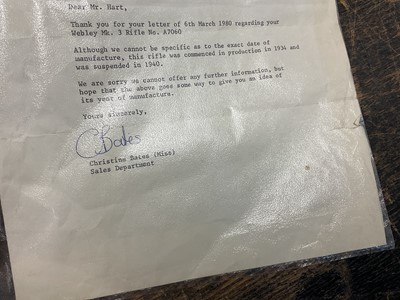 Dear Mr. Hart,
Thank you for your letter of 6th March 1980 regarding your
Webley Mk. 3 Rifle No. A7060
Although we cannot be specific as to the exact date of
manufacture, this rifle was commenced in production in 1934 and
was suspended in 1940.
We are sorry we cannot offer any further information, but
hope that the above goes some way to give you an idea of
its year of manufacture.
Yours sincerely,
C Bates
Christine Bates (Miss)
Sales Department